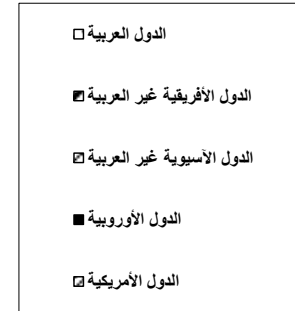 الدول العربية
الدول الأفريقية غير العربية
الدول الآسيوية غير العربية
الدول الأوروبية
الدول الأمريكية